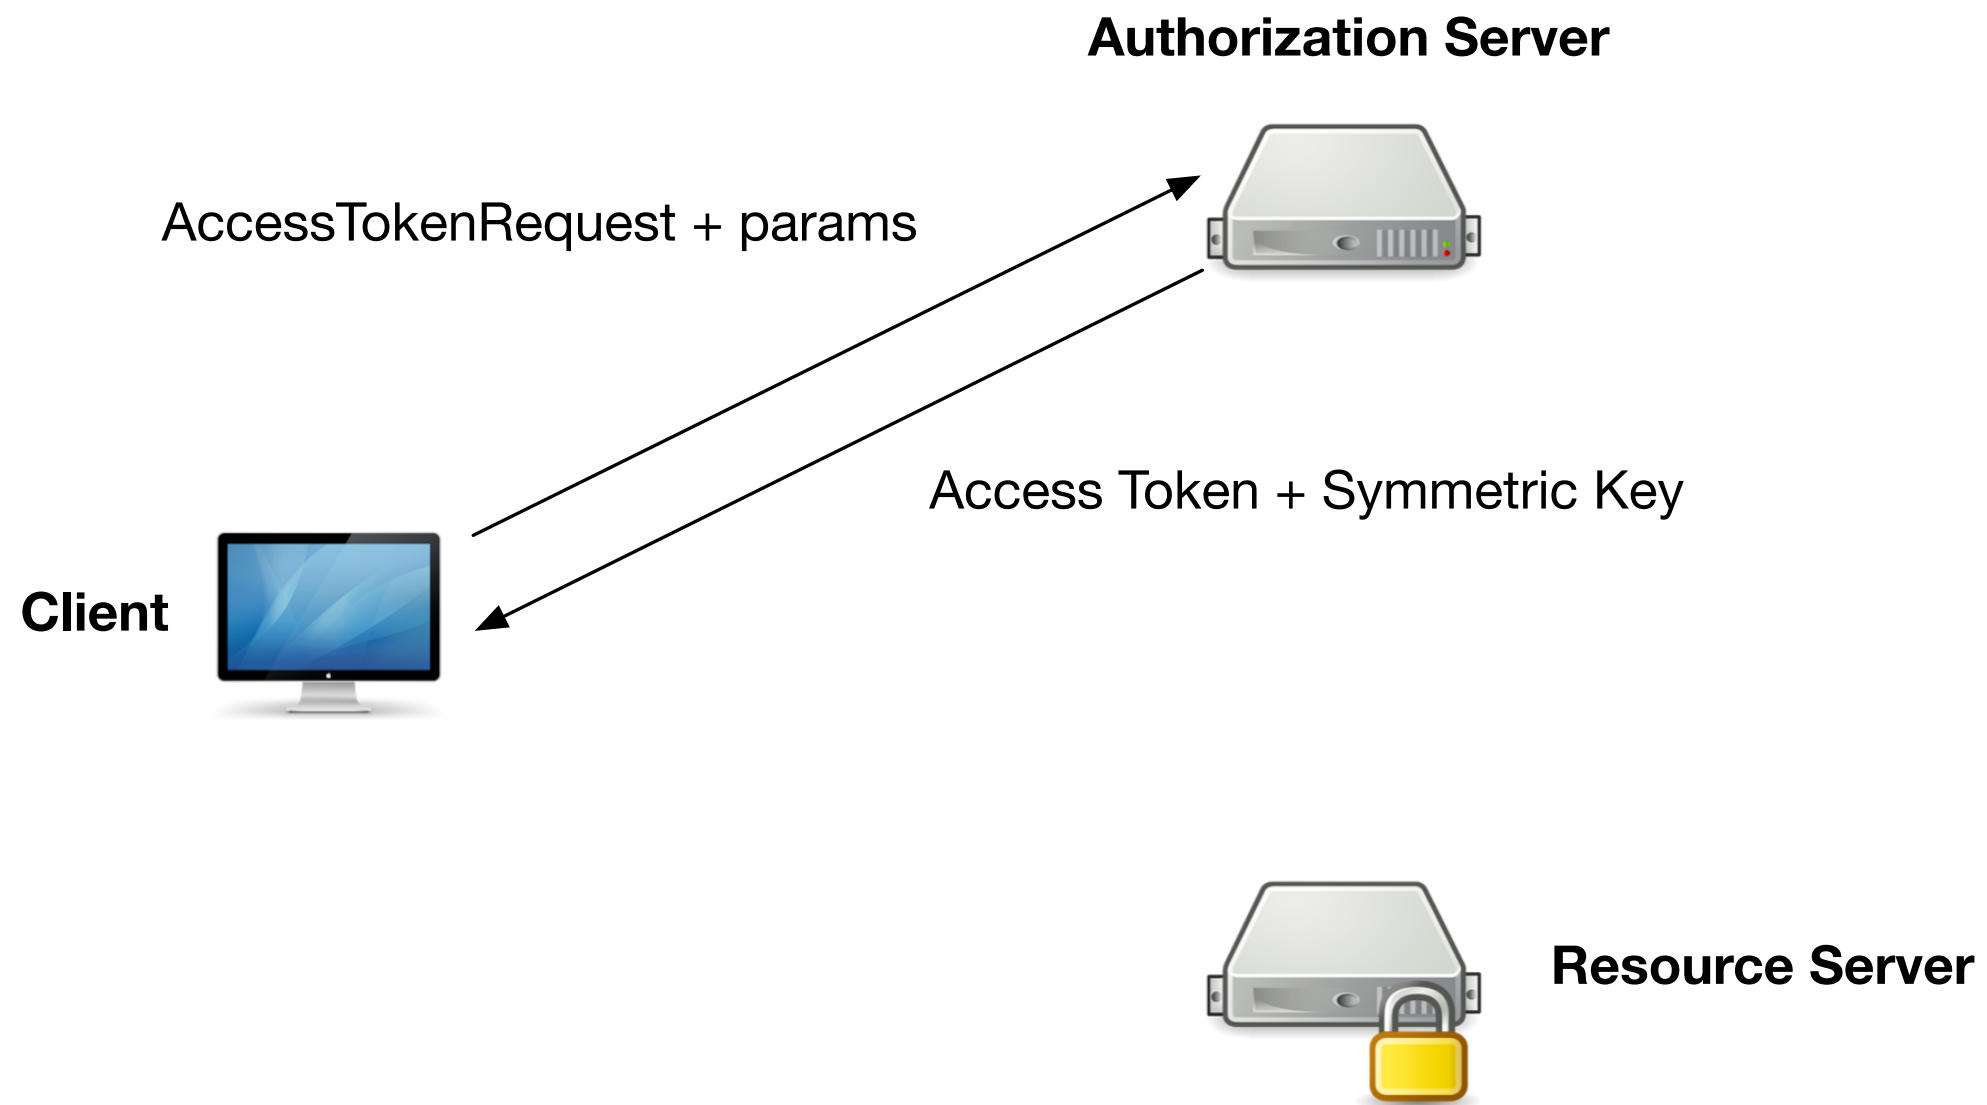 Authorization Server
AccessTokenRequest + params
Access Token + Symmetric Key
Client
Resource Server